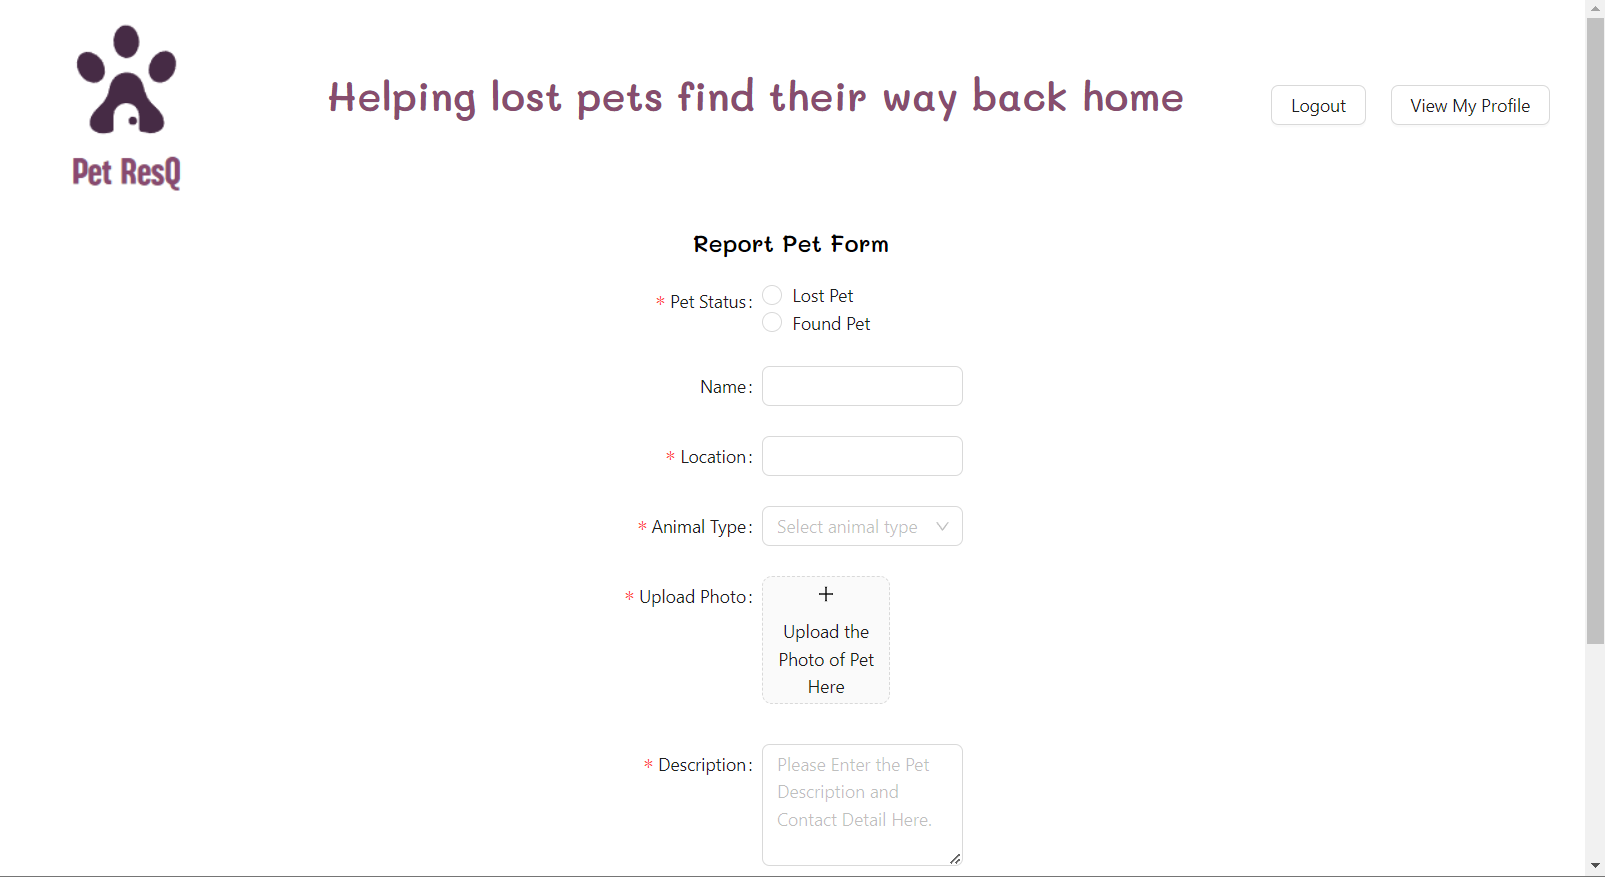 Pet ResQ
Helping lost pets find their way back home
Logout
View My Profile
Report Pet Form
* Pet Status:
Lost Pet
Found Pet
Name:
* Location:
* Animal Type:
Select animal type
* Upload Photo:
+
Upload the
Photo of Pet
Here
* Description:
Please Enter the Pet
Description and
Contact Detail Here.